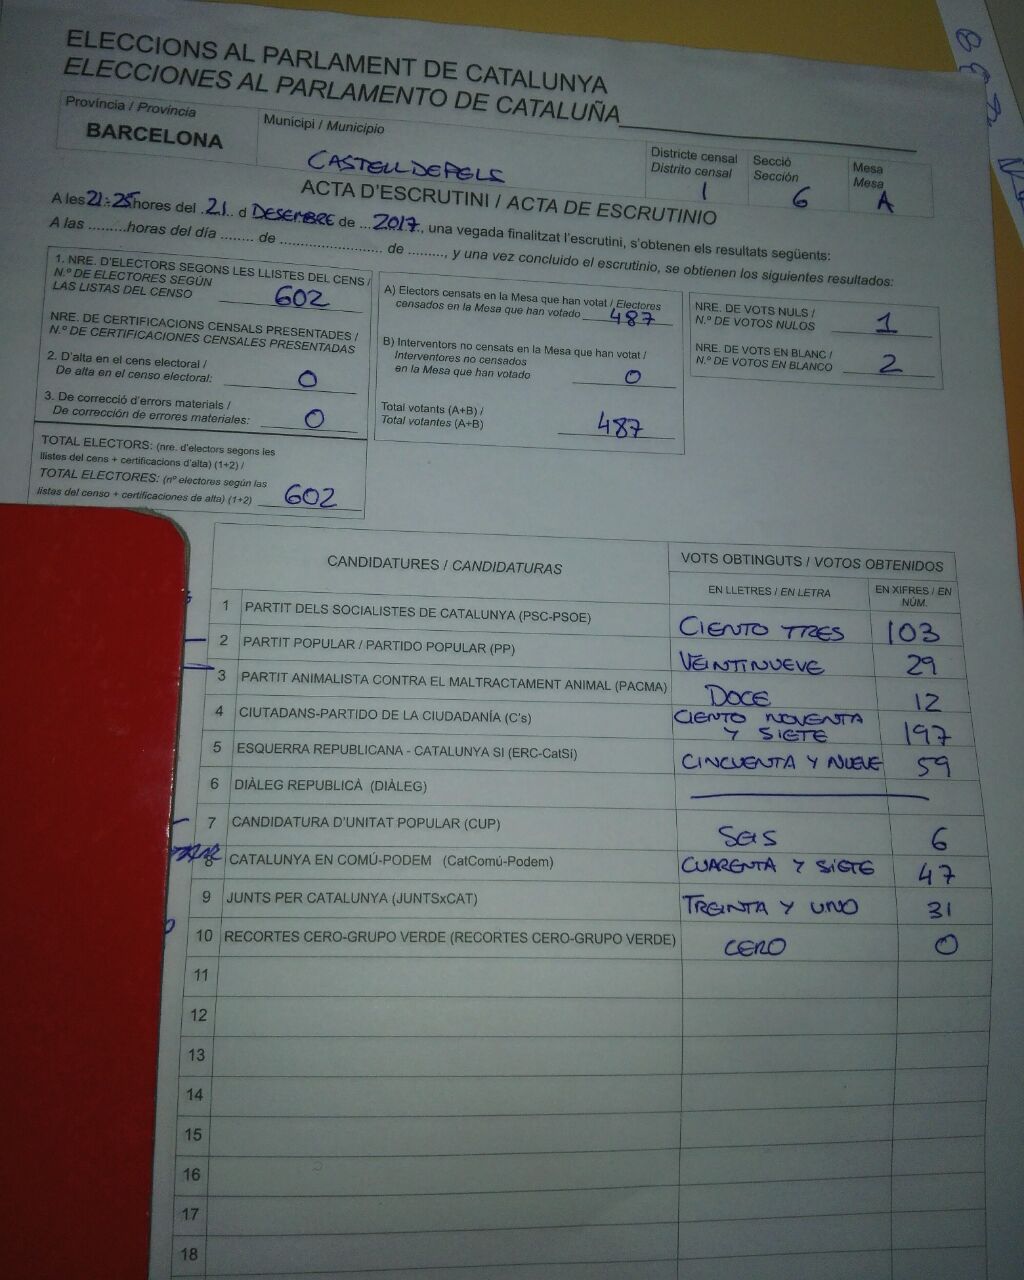 ELECCIONS AL PARLAMENT DE CATALUNYA
ELECCIONES AL PARLAMENTO DE CATALUÑA
Província / Provincia
BARCELONA
Municipi / Municipio
CASTELLDEFELS
Districte censal
Distrito censal
1
Secció
Sección
6
Mesa
Mesa
A
ACTA D'ESCRUTINI / ACTA DE ESCRUTINIO
A les 21:25 hores del 21 d DESEMBRE de ...2017, una vegada finalitzat l'escrutini, s'obtenen els resultats següents:
A las .........horas del día ........ de ......................... de ........., y una vez concluido el escrutinio, se obtienen los siguientes resultados:
1. NRE. D'ELECTORS SEGONS LES LLISTES DEL CENS /
N.º DE ELECTORES SEGÚN
LAS LISTAS DEL CENSO 602
NRE. DE CERTIFICACIONS CENSALS PRESENTADES /
N.º DE CERTIFICACIONES CENSALES PRESENTADAS
2. D'alta en el cens electoral /
De alta en el censo electoral: 0
3. De correcció d'errors materials /
De corrección de errores materiales: 0
TOTAL ELECTORS: (nre. d'electors segons les
llistes del cens + certificacions d'alta) (1+2) /
TOTAL ELECTORES: (nº electores según las
listas del censo + certificaciones de alta) (1+2) 602
A) Electors censats en la Mesa que han votat / Electores
censados en la Mesa que han votado 487
B) Interventors no censats en la Mesa que han votat /
Interventores no censados
en la Mesa que han votado 0
Total votants (A+B) /
Total votantes (A+B) 487
NRE. DE VOTS NULS /
N.º DE VOTOS NULOS 1
NRE. DE VOTS EN BLANC /
N.º DE VOTOS EN BLANCO 2
CANDIDATURES / CANDIDATURAS
VOTS OBTINGUTS / VOTOS OBTENIDOS
EN LLETRES / EN LETRA
EN XIFRES / EN
NÚM.
1 PARTIT DELS SOCIALISTES DE CATALUNYA (PSC-PSOE) CIENTO TRES 103
2 PARTIT POPULAR / PARTIDO POPULAR (PP) VEINTINUEVE 29
3 PARTIT ANIMALISTA CONTRA EL MALTRACTAMENT ANIMAL (PACMA) DOCE 12
4 CIUTADANS-PARTIDO DE LA CIUDADANÍA (C's) CIENTO NOVENTA
Y SIETE 197
5 ESQUERRA REPUBLICANA - CATALUNYA SI (ERC-CatSí) CINCUENTA Y NUEVE 59
6 DIÀLEG REPUBLICÀ (DIÀLEG)
7 CANDIDATURA D'UNITAT POPULAR (CUP) SEIS 6
8 CATALUNYA EN COMÚ-PODEM (CatComú-Podem) CUARENTA Y SIETE 47
9 JUNTS PER CATALUNYA (JUNTSxCAT) TREINTA Y UNO 31
10 RECORTES CERO-GRUPO VERDE (RECORTES CERO-GRUPO VERDE) CERO 0
11
12
13
14
15
16
17
18